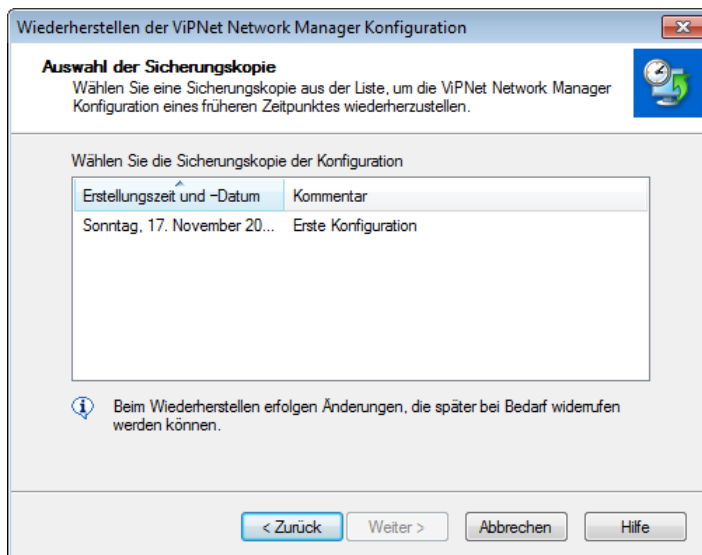 Wiederherstellen der ViPNet Network Manager Konfiguration
Auswahl der Sicherungskopie
Wählen Sie eine Sicherungskopie aus der Liste, um die ViPNet Network Manager
Konfiguration eines früheren Zeitpunktes wiederherzustellen.
Wählen Sie die Sicherungskopie der Konfiguration
Erstellungszeit und -Datum Kommentar
Sonntag, 17. November 20... Erste Konfiguration
Beim Wiederherstellen erfolgen Änderungen, die später bei Bedarf widerrufen
werden können.
< Zurück Weiter > Abbrechen Hilfe